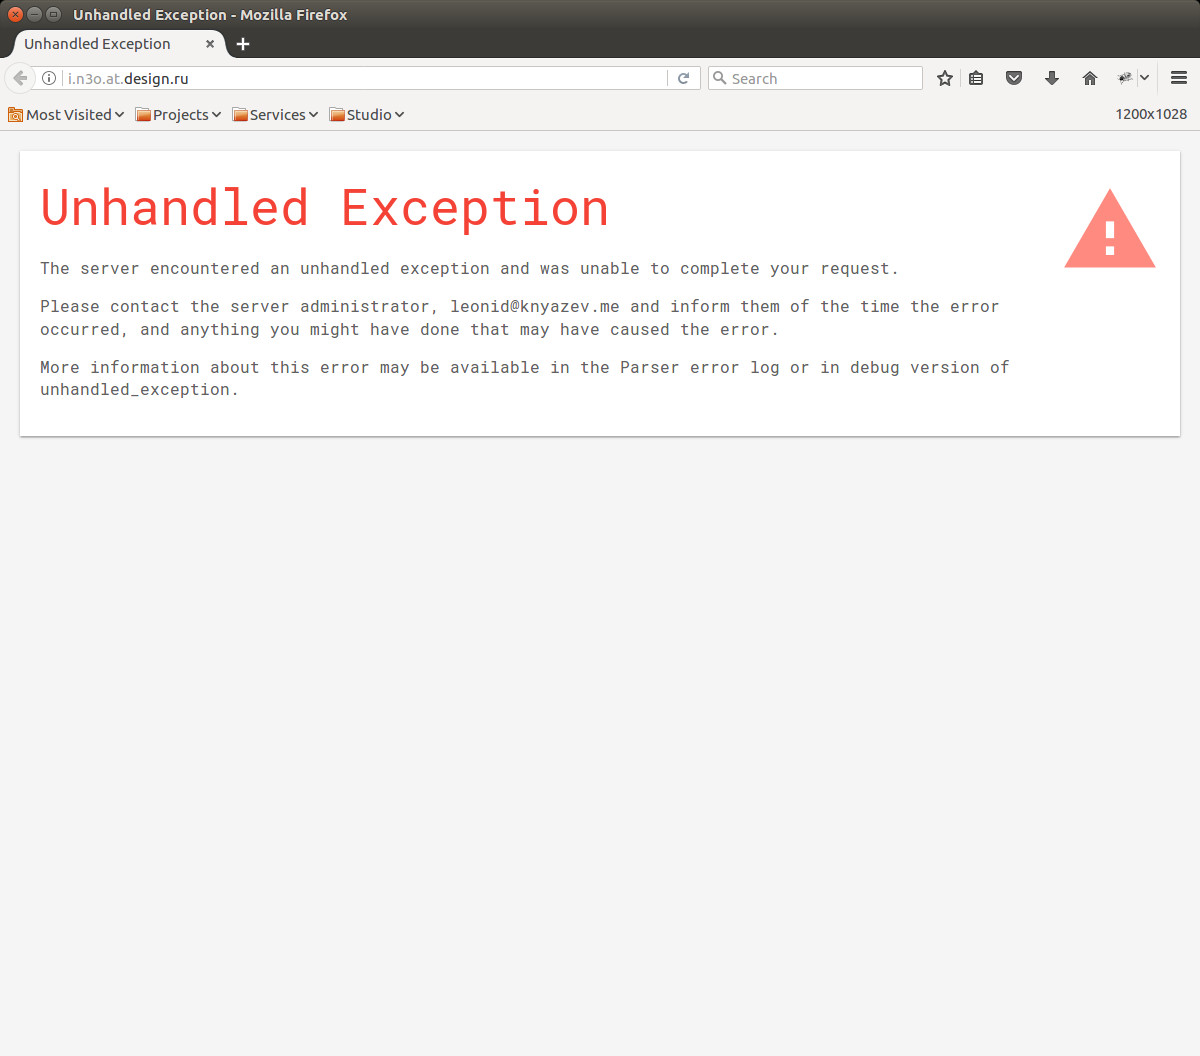 Unhandled Exception - Mozilla Firefox
Unhandled Exception
i.n3o.at.design.ru
Search
Most Visited Projects Services Studio 1200x1028
Unhandled Exception
The server encountered an unhandled exception and was unable to complete your request.
Please contact the server administrator, leonid@knyazev.me and inform them of the time the error
occurred, and anything you might have done that may have caused the error.
More information about this error may be available in the Parser error log or in debug version of
unhandled_exception.